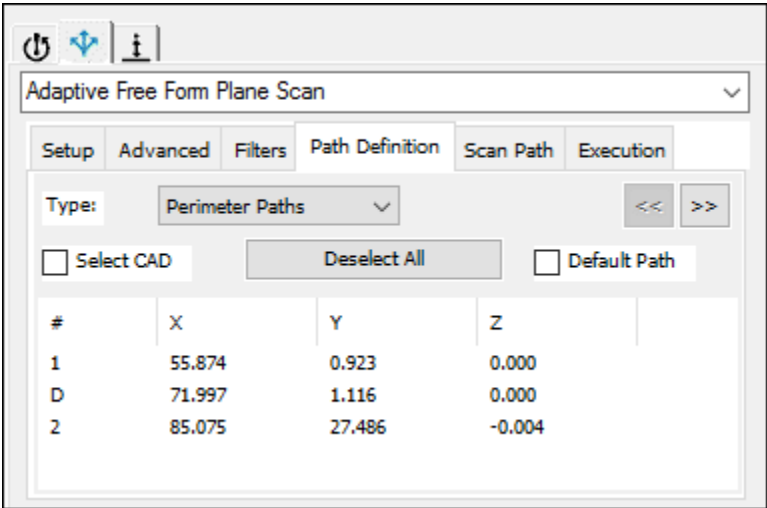 Adaptive Free Form Plane Scan
Setup Advanced Filters Path Definition Scan Path Execution
Type: Perimeter Paths << >>
Select CAD Deselect All Default Path
# X Y Z
1 55.874 0.923 0.000
D 71.997 1.116 0.000
2 85.075 27.486 -0.004